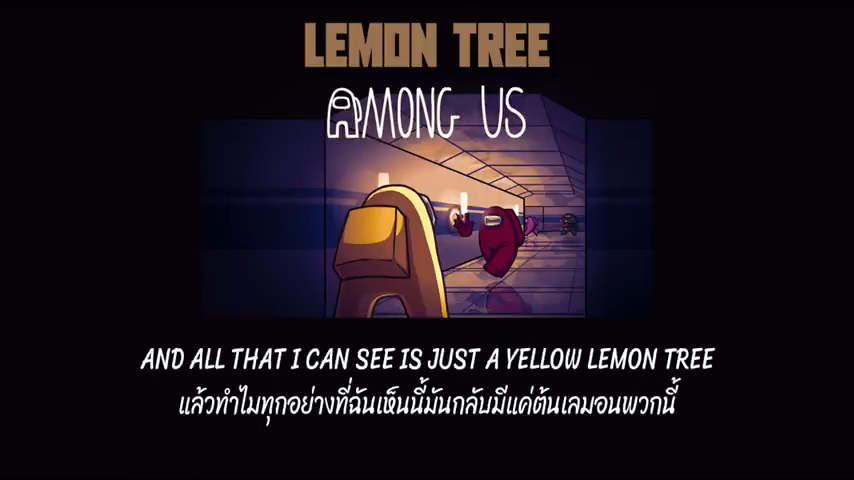 LEMON TREE
AMONG US
AND ALL THAT I CAN SEE IS JUST A YELLOW LEMON TREE
แล้วทำไมทุกอย่างที่ฉันเห็นนี้มันกลับมีแค่ต้นเลมอนพวกนี้